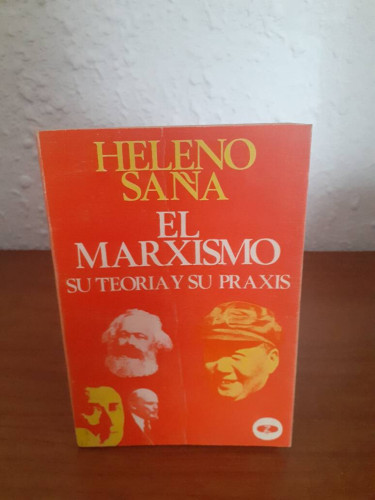 HELENO
SAÑA
EL
MARXISMO
SU TEORIA Y SU PRAXIS